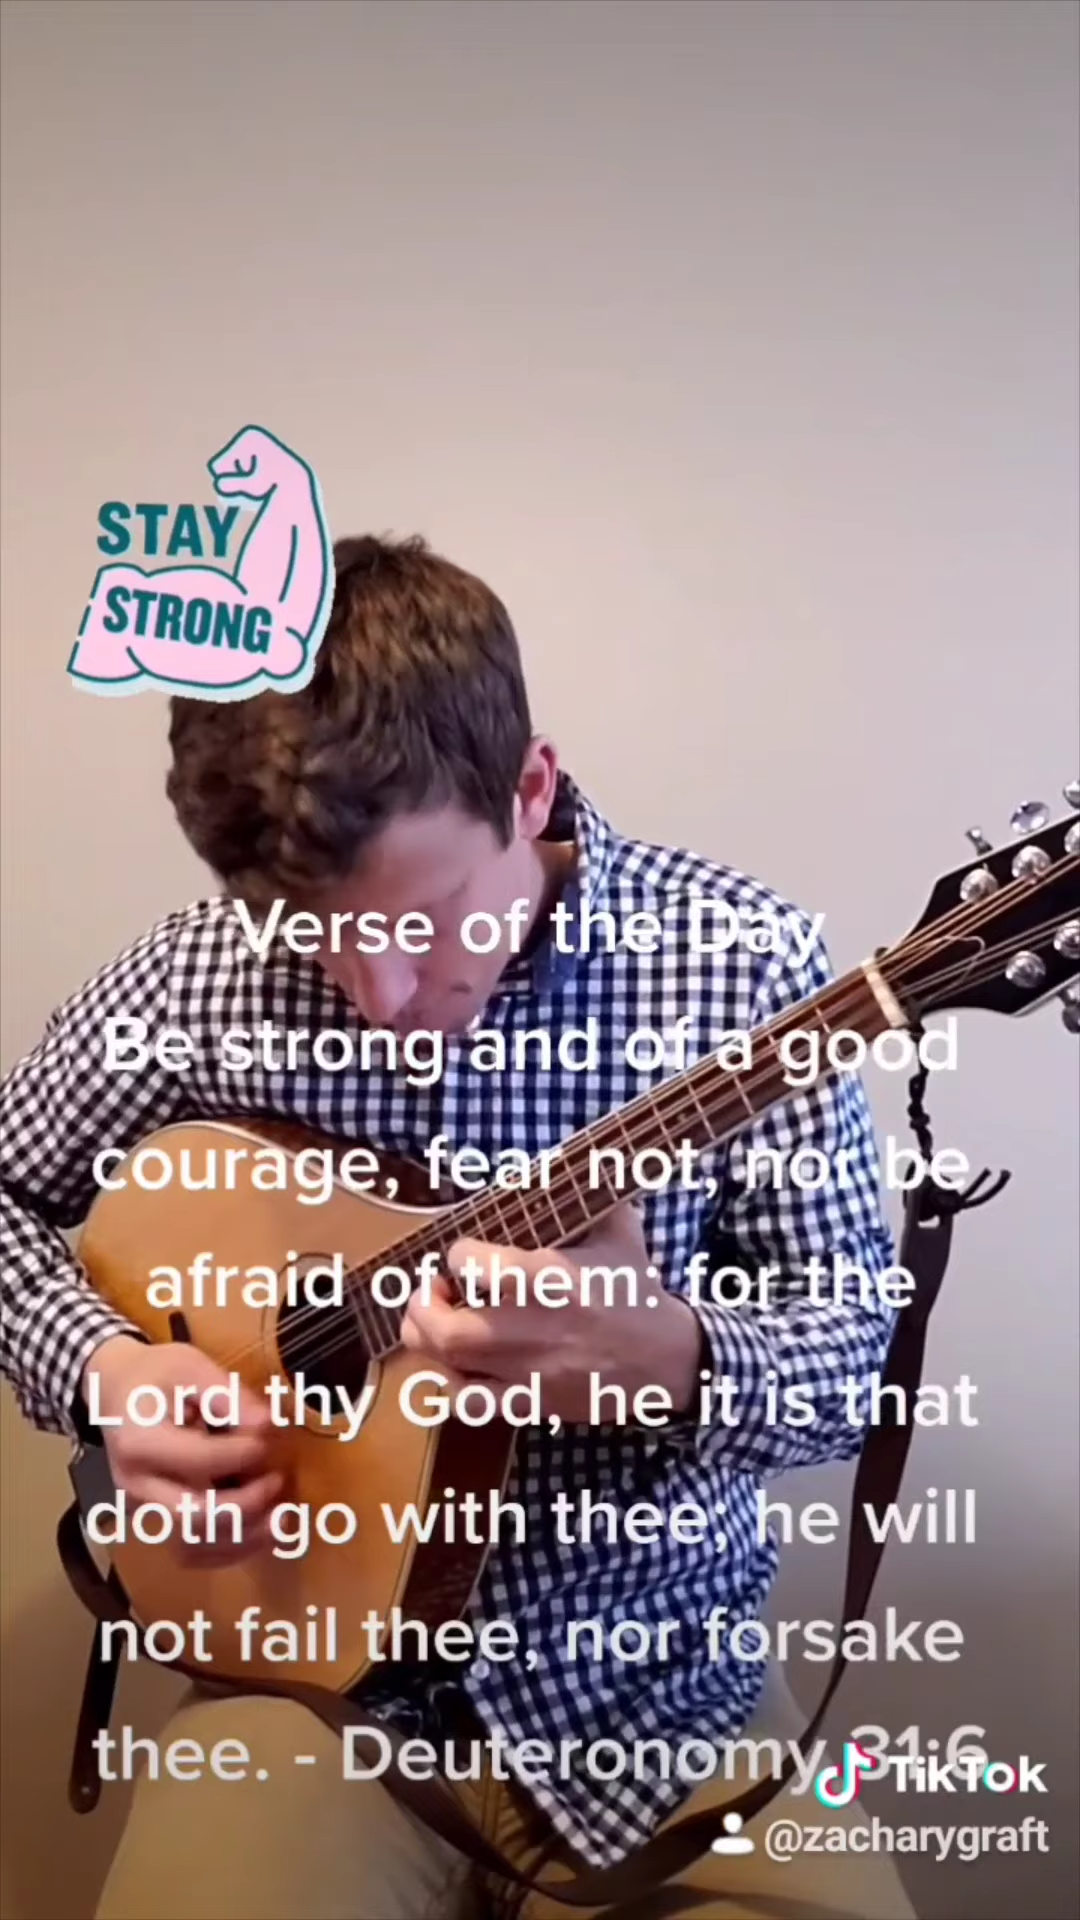 STAY
STRONG
Verse of the Day
Be strong and of a good
courage, fear not, nor be
afraid of them: for the
Lord thy God, he it is that
doth go with thee; he will
not fail thee, nor forsake
thee. - Deuteronomy 31:6
TikTok
@zacharygraft